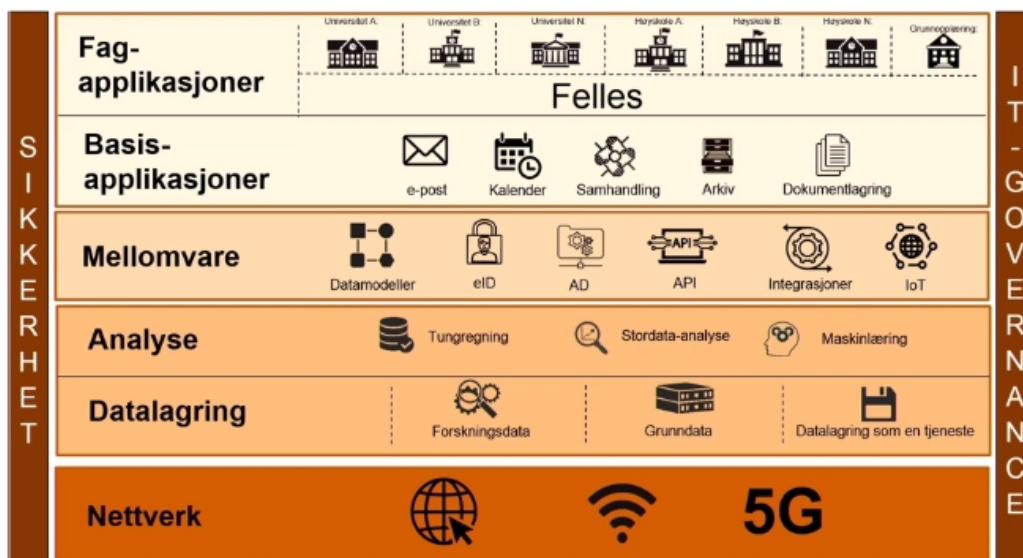 SIKKERHET
Fag-
applikasjoner
Universitet A:
Universitet B:
Universitet N:
Høyskole A:
Høyskole B:
Høyskole N:
Grunnopplæring:
Felles
Basis-
applikasjoner
e-post
Kalender
Samhandling
Arkiv
Dokumentlagring
Mellomvare
Datamodeller
eID
AD
API
API
Integrasjoner
IoT
Analyse
Tungregning
Stordata-analyse
Maskinlæring
Datalagring
Forskningsdata
Grunndata
Datalagring som en tjeneste
Nettverk
5G
IT-GOVERNANCE